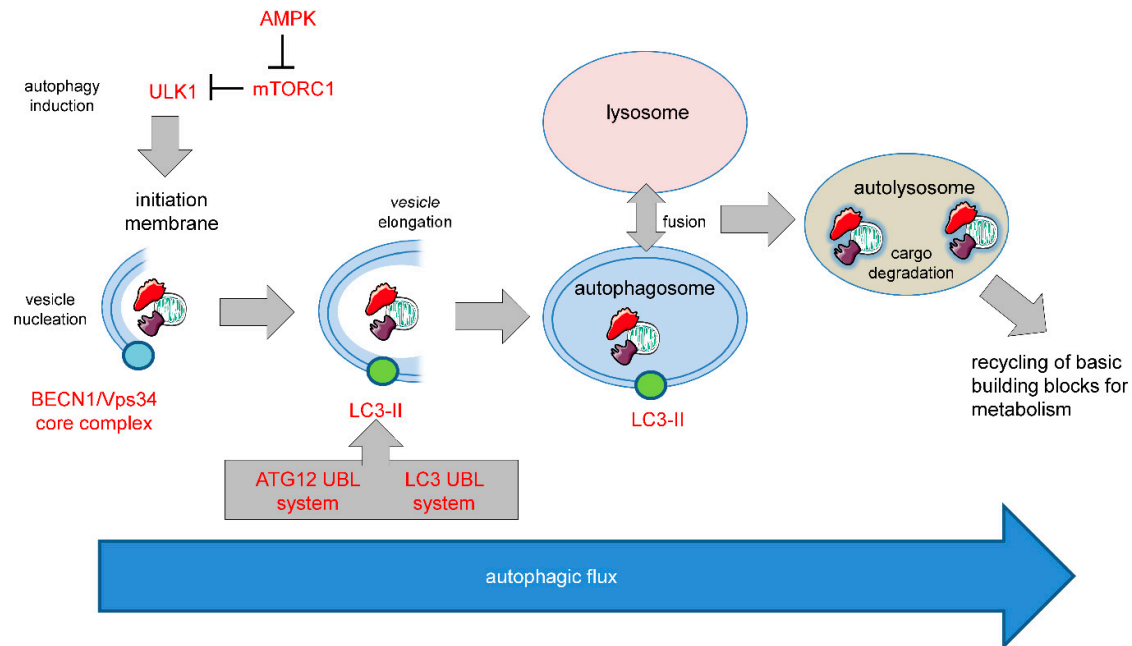 AMPK
autophagy
induction
ULK1
mTORC1
initiation
membrane
vesicle
elongation
lysosome
fusion
autolysosome
cargo
degradation
vesicle
nucleation
autophagosome
BECN1/Vps34
core complex
LC3-II
LC3-II
recycling of basic
building blocks for
metabolism
ATG12 UBL
system
LC3 UBL
system
autophagic flux